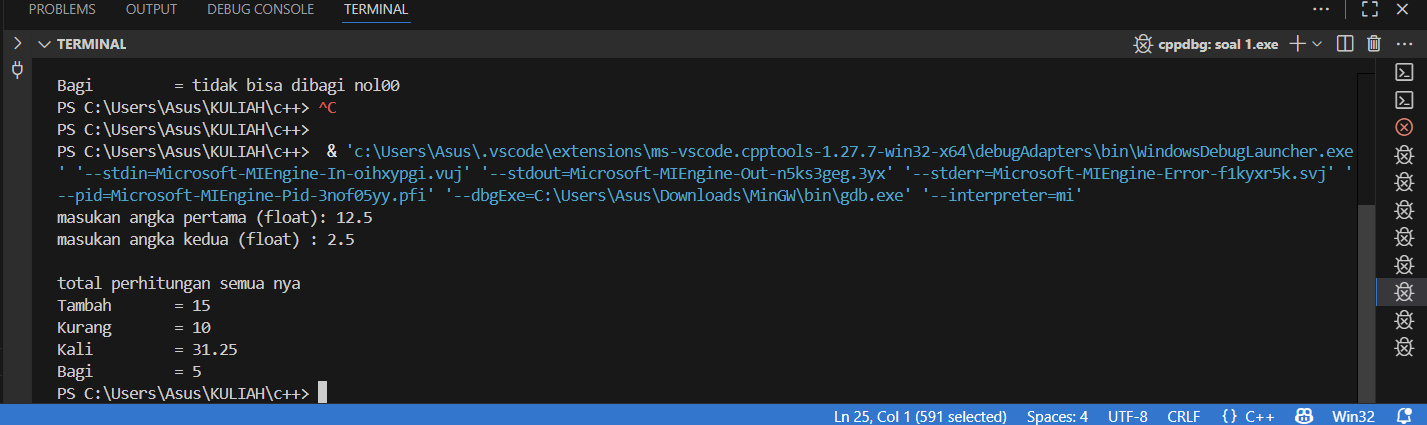 PROBLEMS OUTPUT DEBUG CONSOLE TERMINAL ...
TERMINAL cppdbg: soal 1.exe ...
Bagi         = tidak bisa dibagi nol00
PS C:\Users\Asus\KULIAH\c++> ^C
PS C:\Users\Asus\KULIAH\c++>
PS C:\Users\Asus\KULIAH\c++>  & 'c:\Users\Asus\.vscode\extensions\ms-vscode.cpptools-1.27.7-win32-x64\debugAdapters\bin\WindowsDebugLauncher.exe
' '--stdin=Microsoft-MIEngine-In-oihxypgi.vuj' '--stdout=Microsoft-MIEngine-Out-n5ks3geg.3yx' '--stderr=Microsoft-MIEngine-Error-f1kyxr5k.svj' '
--pid=Microsoft-MIEngine-Pid-3nof05yy.pfi' '--dbgExe=C:\Users\Asus\Downloads\MinGW\bin\gdb.exe' '--interpreter=mi'
masukan angka pertama (float): 12.5
masukan angka kedua (float) : 2.5
total perhitungan semua nya
Tambah       = 15
Kurang       = 10
Kali         = 31.25
Bagi         = 5
PS C:\Users\Asus\KULIAH\c++>
Ln 25, Col 1 (591 selected) Spaces: 4 UTF-8 CRLF {} C++ Win32